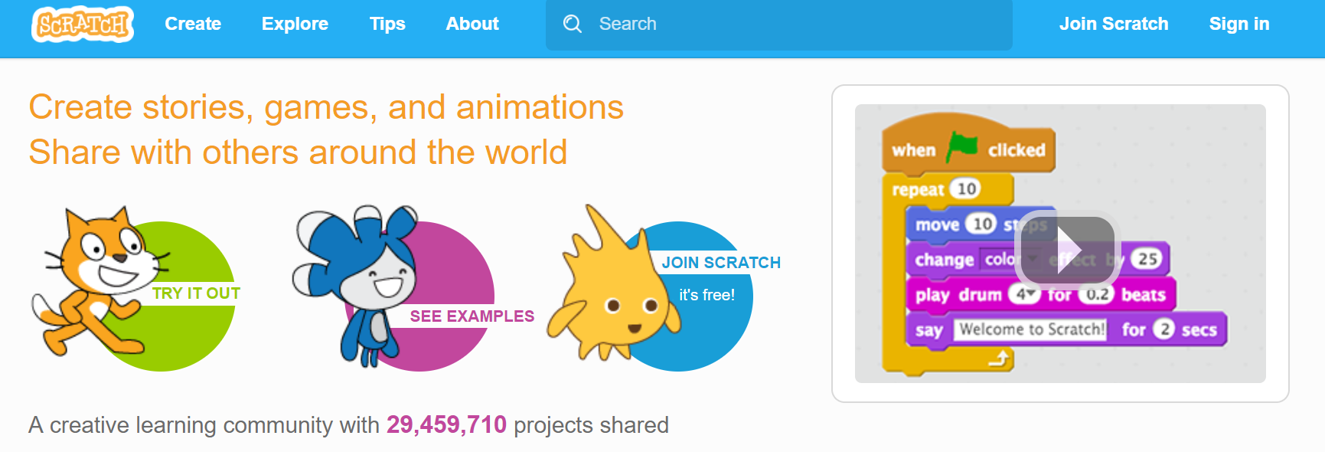 SCRATCH Create Explore Tips About Search Join Scratch Sign in
Create stories, games, and animations
Share with others around the world
TRY IT OUT
SEE EXAMPLES
JOIN SCRATCH
it's free!
A creative learning community with 29,459,710 projects shared
when clicked
repeat 10
move 10 steps
change color effect by 25
play drum 4 for 0.2 beats
say Welcome to Scratch! for 2 secs